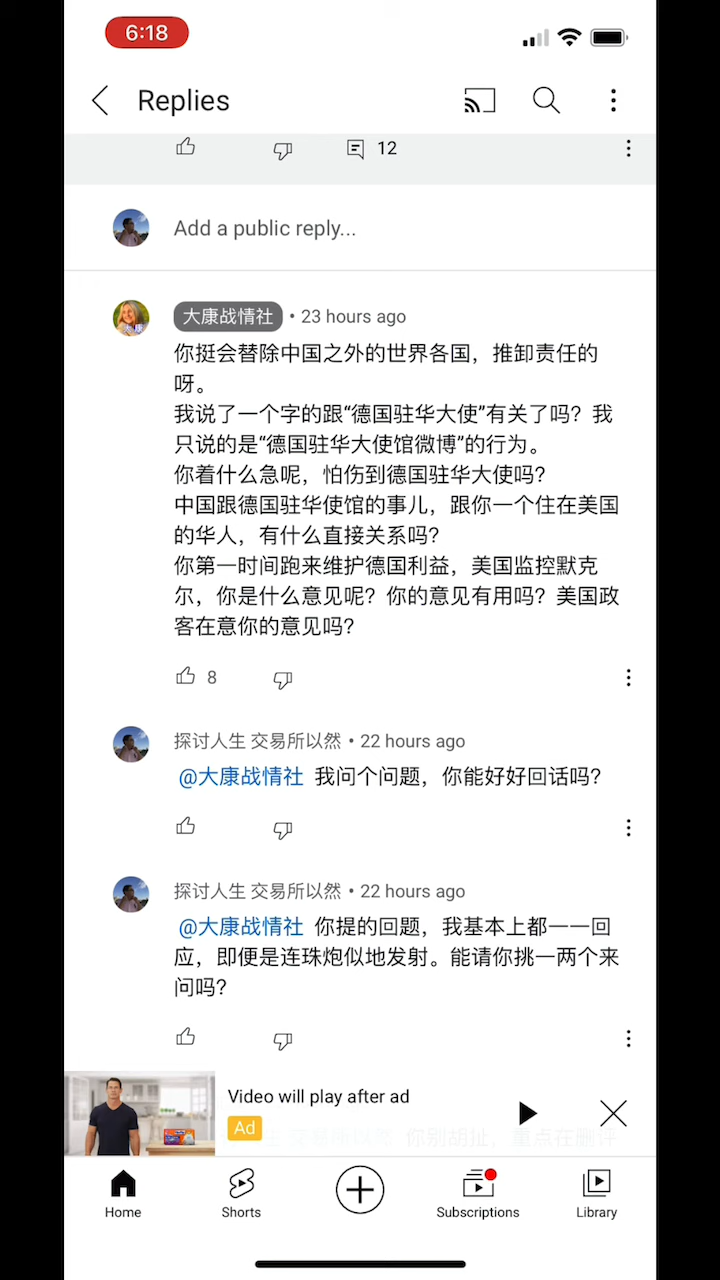 6:18
Replies
12
Add a public reply...
大康战情社 • 23 hours ago
你挺会替除中国之外的世界各国，推卸责任的
呀。
我说了一个字的跟“德国驻华大使”有关了吗？我
只说的是“德国驻华大使馆微博”的行为。
你着什么急呢，怕伤到德国驻华大使吗？
中国跟德国驻华使馆的事儿，跟你一个住在美国
的华人，有什么直接关系吗？
你第一时间跑来维护德国利益，美国监控默克
尔，你是什么意见呢？你的意见有用吗？美国政
客在意你的意见吗？
8
探讨人生 交易所以然 • 22 hours ago
@大康战情社 我问个问题，你能好好回话吗？
探讨人生 交易所以然 • 22 hours ago
@大康战情社 你提的回题，我基本上都一一回
应，即便是连珠炮似地发射。能请你挑一两个来
问吗？
Video will play after ad
Ad
你别胡扯，重点在删评
Home Shorts Subscriptions Library